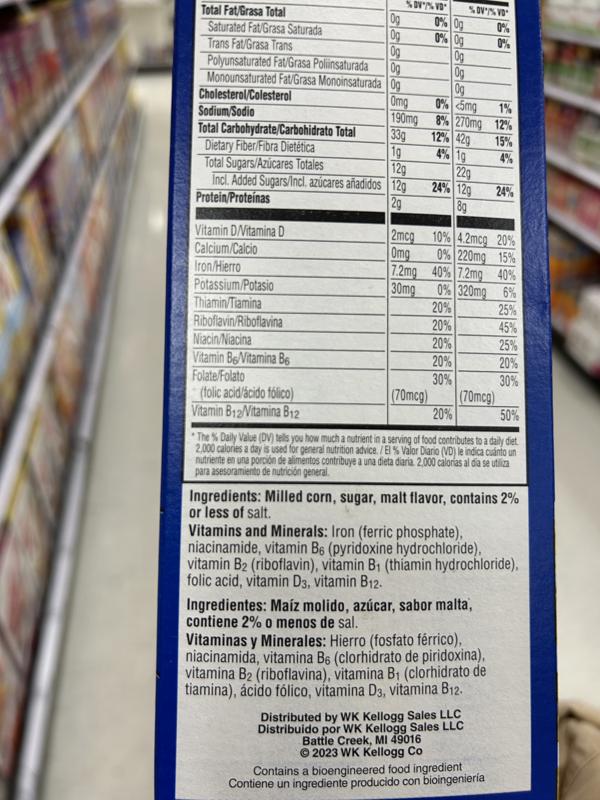 % DV*/% VD* % DV*/% VD*
Total Fat/Grasa Total 0g 0% 0g 0%
Saturated Fat/Grasa Saturada 0g 0% 0g 0%
Trans Fat/Grasa Trans 0g 0g
Polyunsaturated Fat/Grasa Poliinsaturada 0g 0g
Monounsaturated Fat/Grasa Monoinsaturada 0g 0g
Cholesterol/Colesterol 0mg 0% <5mg 1%
Sodium/Sodio 190mg 8% 270mg 12%
Total Carbohydrate/Carbohidrato Total 33g 12% 42g 15%
Dietary Fiber/Fibra Dietética 1g 4% 1g 4%
Total Sugars/Azúcares Totales 12g 22g
Incl. Added Sugars/Incl. azúcares añadidos 12g 24% 12g 24%
Protein/Proteínas 2g 8g
Vitamin D/Vitamina D 2mcg 10% 4.2mcg 20%
Calcium/Calcio 0mg 0% 220mg 15%
Iron/Hierro 7.2mg 40% 7.2mg 40%
Potassium/Potasio 30mg 0% 320mg 6%
Thiamin/Tiamina 20% 25%
Riboflavin/Riboflavina 20% 45%
Niacin/Niacina 20% 25%
Vitamin B6/Vitamina B6 20% 20%
Folate/Folato 30% 30%
(folic acid/ácido fólico) (70mcg) (70mcg)
Vitamin B12/Vitamina B12 20% 50%
* The % Daily Value (DV) tells you how much a nutrient in a serving of food contributes to a daily diet.
2,000 calories a day is used for general nutrition advice. / El % Valor Diario (VD) le indica cuánto un
nutriente en una porción de alimentos contribuye a una dieta diaria. 2,000 calorías al día se utiliza
para asesoramiento de nutrición general.
Ingredients: Milled corn, sugar, malt flavor, contains 2%
or less of salt.
Vitamins and Minerals: Iron (ferric phosphate),
niacinamide, vitamin B6 (pyridoxine hydrochloride),
vitamin B2 (riboflavin), vitamin B1 (thiamin hydrochloride),
folic acid, vitamin D3, vitamin B12.
Ingredientes: Maíz molido, azúcar, sabor malta,
contiene 2% o menos de sal.
Vitaminas y Minerales: Hierro (fosfato férrico),
niacinamida, vitamina B6 (clorhidrato de piridoxina),
vitamina B2 (riboflavina), vitamina B1 (clorhidrato de
tiamina), ácido fólico, vitamina D3, vitamina B12.
Distributed by WK Kellogg Sales LLC
Distribuido por WK Kellogg Sales LLC
Battle Creek, MI 49016
© 2023 WK Kellogg Co
Contains a bioengineered food ingredient
Contiene un ingrediente producido con bioingeniería